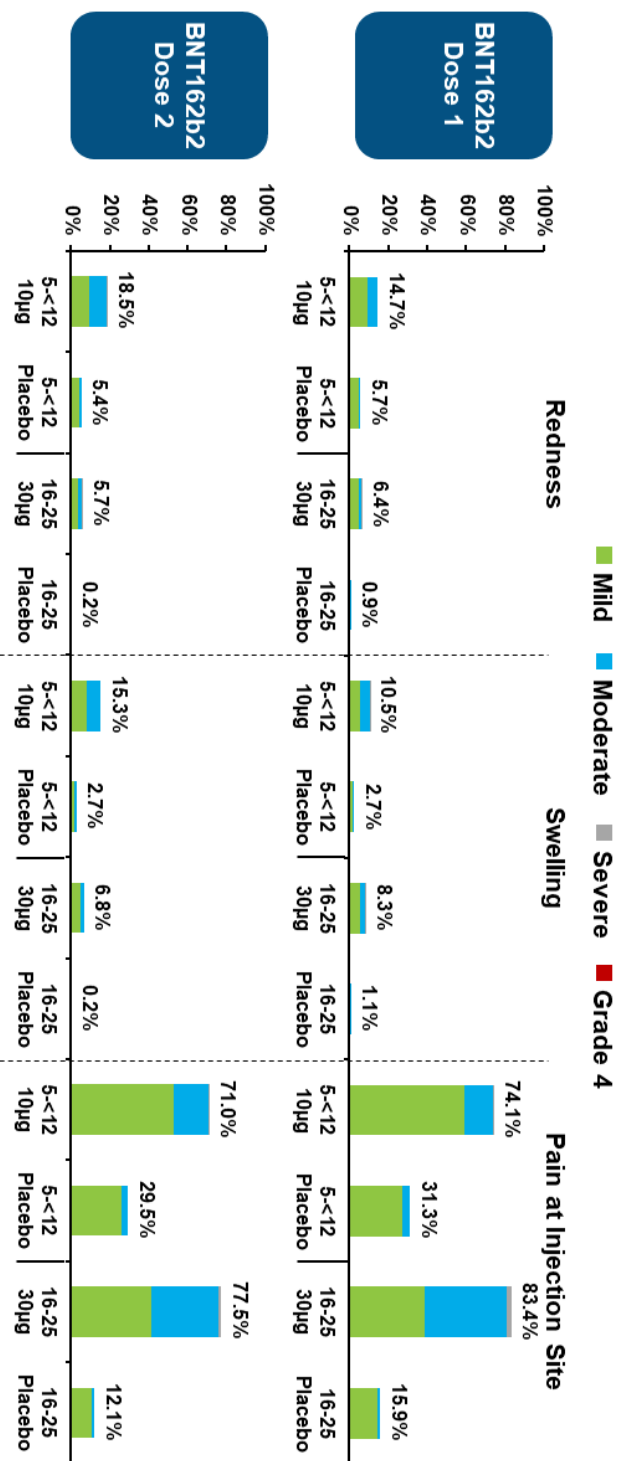 Mild Moderate Severe Grade 4
Redness Swelling Pain at Injection Site
BNT162b2
Dose 1
100%
80%
60%
40%
20%
0%
14.7% 5.7% 6.4% 0.9% 10.5% 2.7% 8.3% 1.1% 74.1% 31.3% 83.4% 15.9%
5-<12 5-<12 16-25 16-25 5-<12 5-<12 16-25 16-25 5-<12 5-<12 16-25 16-25
10µg Placebo 30µg Placebo 10µg Placebo 30µg Placebo 10µg Placebo 30µg Placebo
BNT162b2
Dose 2
100%
80%
60%
40%
20%
0%
18.5% 5.4% 5.7% 0.2% 15.3% 2.7% 6.8% 0.2% 71.0% 29.5% 77.5% 12.1%
5-<12 5-<12 16-25 16-25 5-<12 5-<12 16-25 16-25 5-<12 5-<12 16-25 16-25
10µg Placebo 30µg Placebo 10µg Placebo 30µg Placebo 10µg Placebo 30µg Placebo